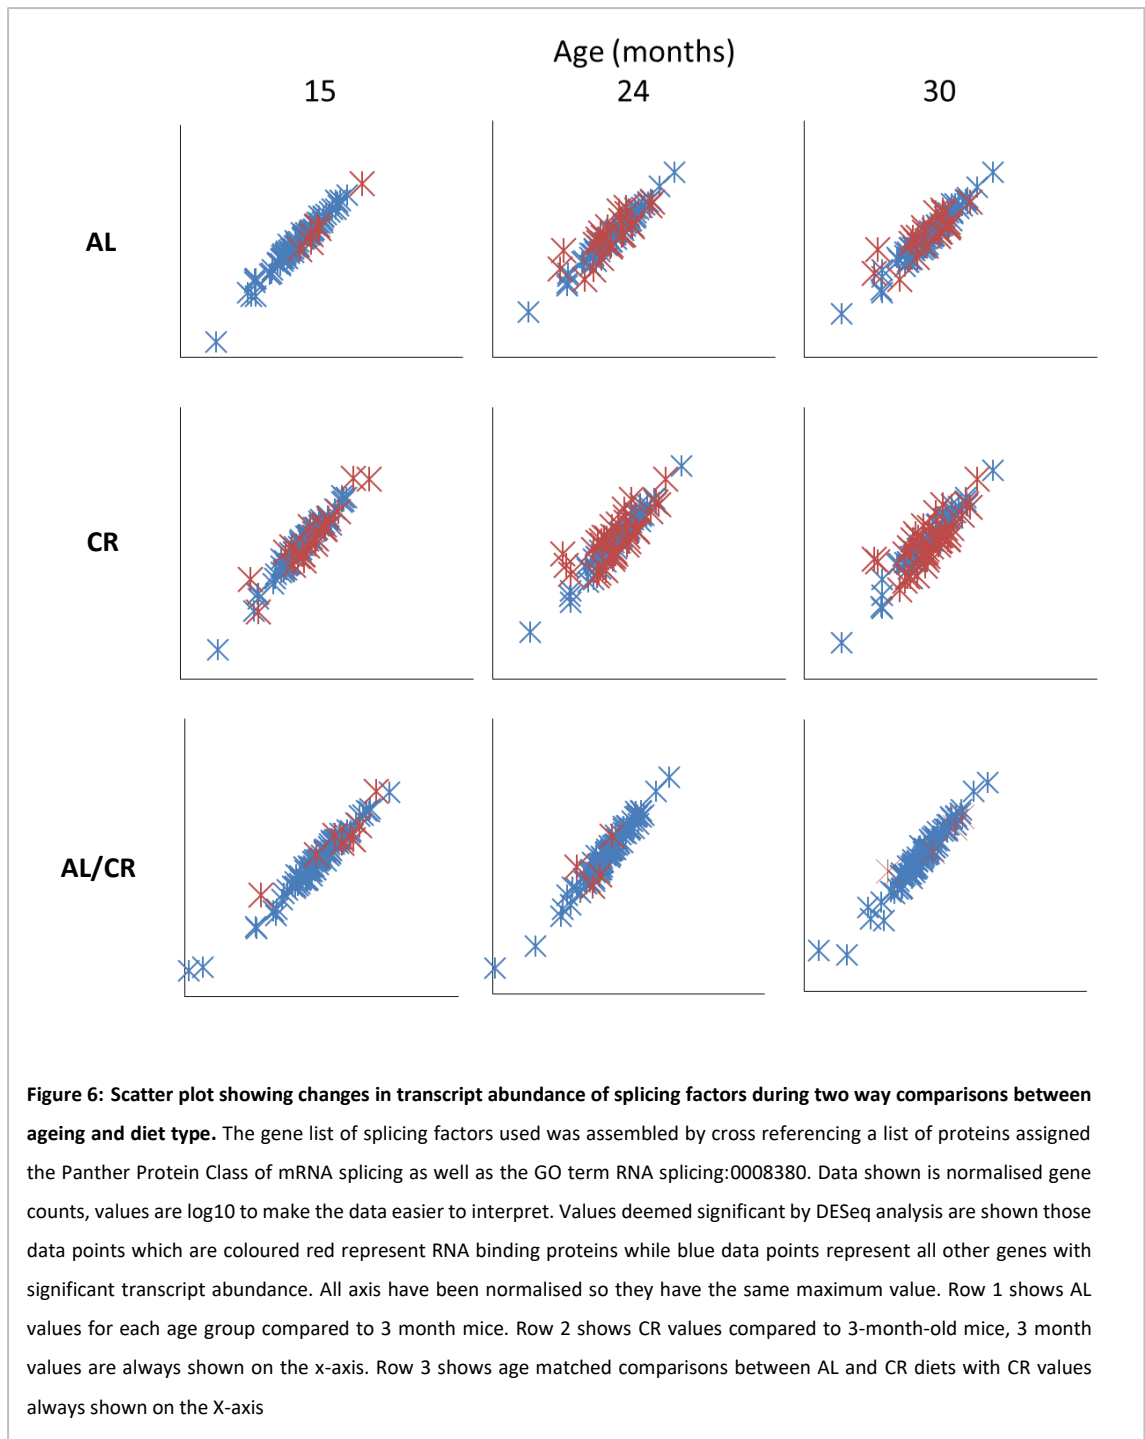 Age (months)
15 24 30
AL
CR
AL/CR
Figure 6: Scatter plot showing changes in transcript abundance of splicing factors during two way comparisons between
ageing and diet type. The gene list of splicing factors used was assembled by cross referencing a list of proteins assigned
the Panther Protein Class of mRNA splicing as well as the GO term RNA splicing:0008380. Data shown is normalised gene
counts, values are log10 to make the data easier to interpret. Values deemed significant by DESeq analysis are shown those
data points which are coloured red represent RNA binding proteins while blue data points represent all other genes with
significant transcript abundance. All axis have been normalised so they have the same maximum value. Row 1 shows AL
values for each age group compared to 3 month mice. Row 2 shows CR values compared to 3-month-old mice, 3 month
values are always shown on the x-axis. Row 3 shows age matched comparisons between AL and CR diets with CR values
always shown on the X-axis